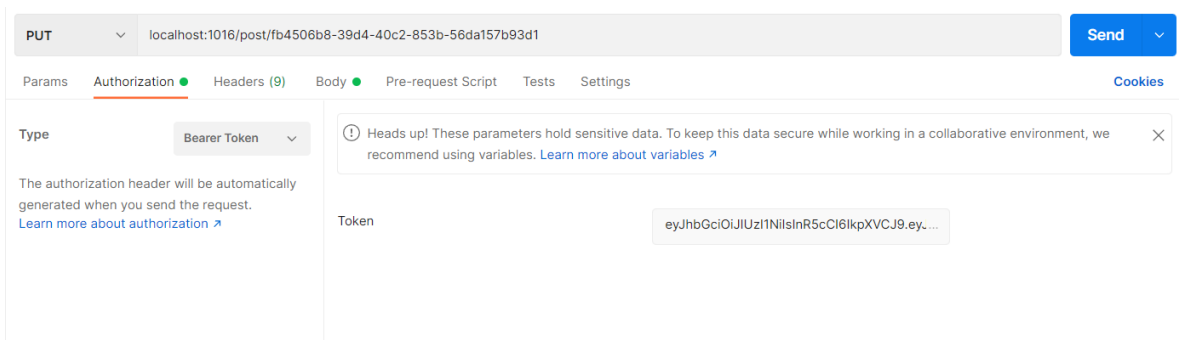 PUT localhost:1016/post/fb4506b8-39d4-40c2-853b-56da157b93d1 Send
Params Authorization Headers (9) Body Pre-request Script Tests Settings Cookies
Type Bearer Token
The authorization header will be automatically
generated when you send the request.
Learn more about authorization ↗
Heads up! These parameters hold sensitive data. To keep this data secure while working in a collaborative environment, we
recommend using variables. Learn more about variables ↗
Token eyJhbGciOiJIUzI1NiIsInR5cCI6IkpXVCJ9.eyJ...